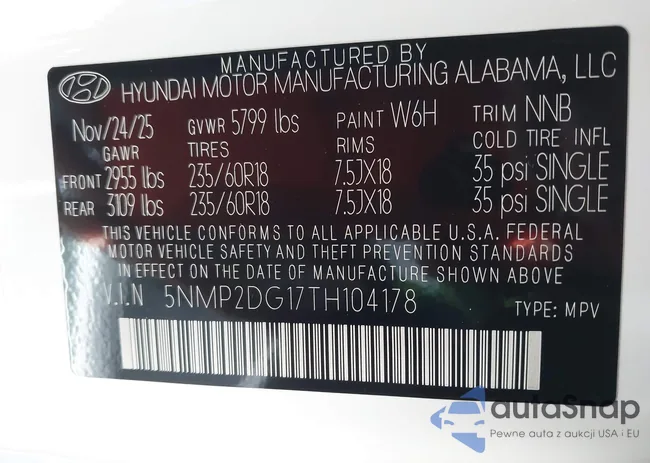 MANUFACTURED BY
HYUNDAI MOTOR MANUFACTURING ALABAMA, LLC
Nov/24/25 GVWR 5799 lbs PAINT W6H TRIM NNB
GAWR TIRES RIMS COLD TIRE INFL
FRONT 2955 lbs 235/60R18 7.5JX18 35 psi SINGLE
REAR 3109 lbs 235/60R18 7.5JX18 35 psi SINGLE
THIS VEHICLE CONFORMS TO ALL APPLICABLE U.S.A. FEDERAL
MOTOR VEHICLE SAFETY AND THEFT PREVENTION STANDARDS
IN EFFECT ON THE DATE OF MANUFACTURE SHOWN ABOVE
V.I.N 5NMP2DG17TH104178 TYPE: MPV
autoSnap
Pewne auta z aukcji USA i EU